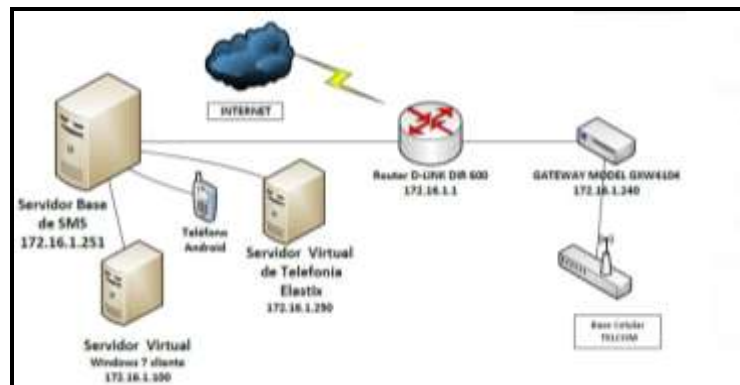 INTERNET
Router D-LINK DIR 600
172.16.1.1
GATEWAY MODEL GXW4104
172.16.1.240
Servidor Base
de SMS
172.16.1.251
Teléfono
Android
Servidor Virtual
de Telefonia
Elastix
172.16.1.250
Base Celular
TELCOM
Servidor Virtual
Windows 7 cliente
172.16.1.100